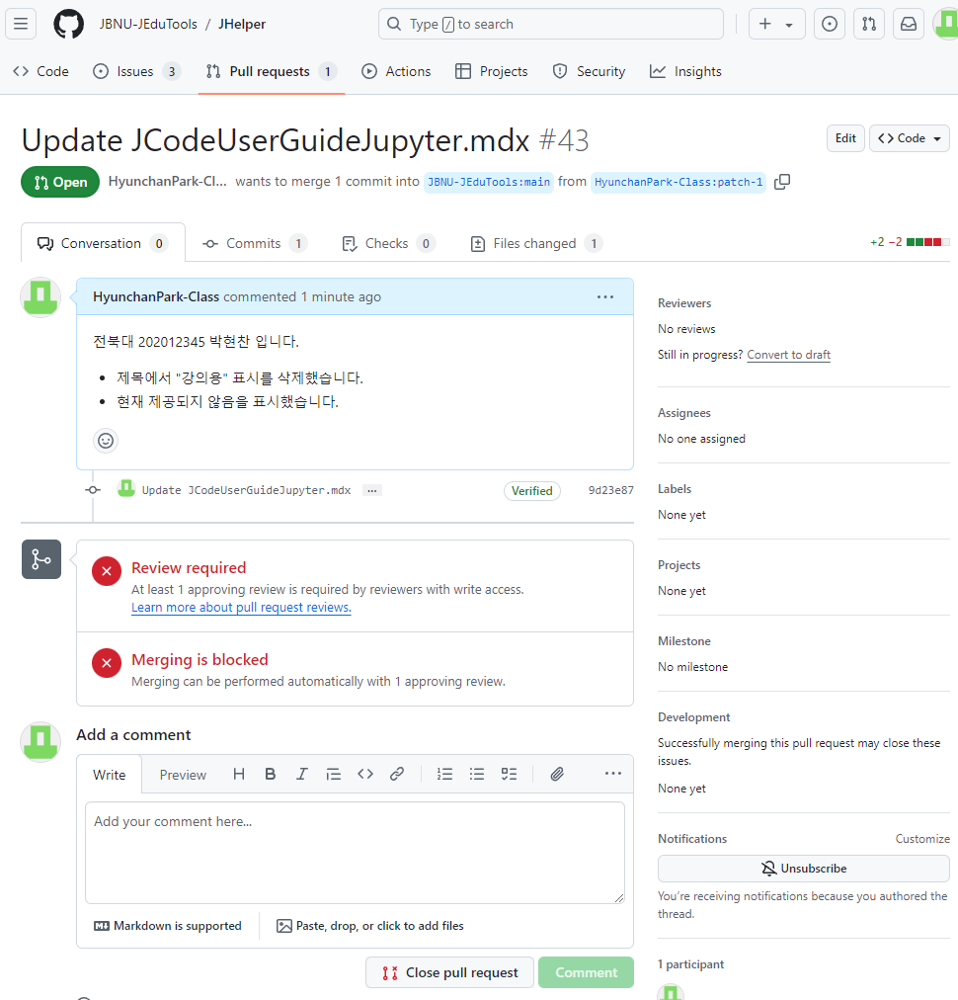 JBNU-JEduTools / JHelper
Type / to search
Code
Issues 3
Pull requests 1
Actions
Projects
Security
Insights
Update JCodeUserGuideJupyter.mdx #43
Edit
Code
Open
HyunchanPark-Cl... wants to merge 1 commit into JBNU-JEduTools:main from HyunchanPark-Class:patch-1
Conversation 0
Commits 1
Checks 0
Files changed 1
+2 −2
HyunchanPark-Class commented 1 minute ago
전북대 202012345 박현찬 입니다.
• 제목에서 "강의용" 표시를 삭제했습니다.
• 현재 제공되지 않음을 표시했습니다.
Update JCodeUserGuideJupyter.mdx ...
Verified
9d23e87
Review required
At least 1 approving review is required by reviewers with write access.
Learn more about pull request reviews.
Merging is blocked
Merging can be performed automatically with 1 approving review.
Add a comment
Write
Preview
Add your comment here...
Markdown is supported
Paste, drop, or click to add files
Close pull request
Comment
Reviewers
No reviews
Still in progress? Convert to draft
Assignees
No one assigned
Labels
None yet
Projects
None yet
Milestone
No milestone
Development
Successfully merging this pull request may close these
issues.
None yet
Notifications
Customize
Unsubscribe
You're receiving notifications because you authored the
thread.
1 participant